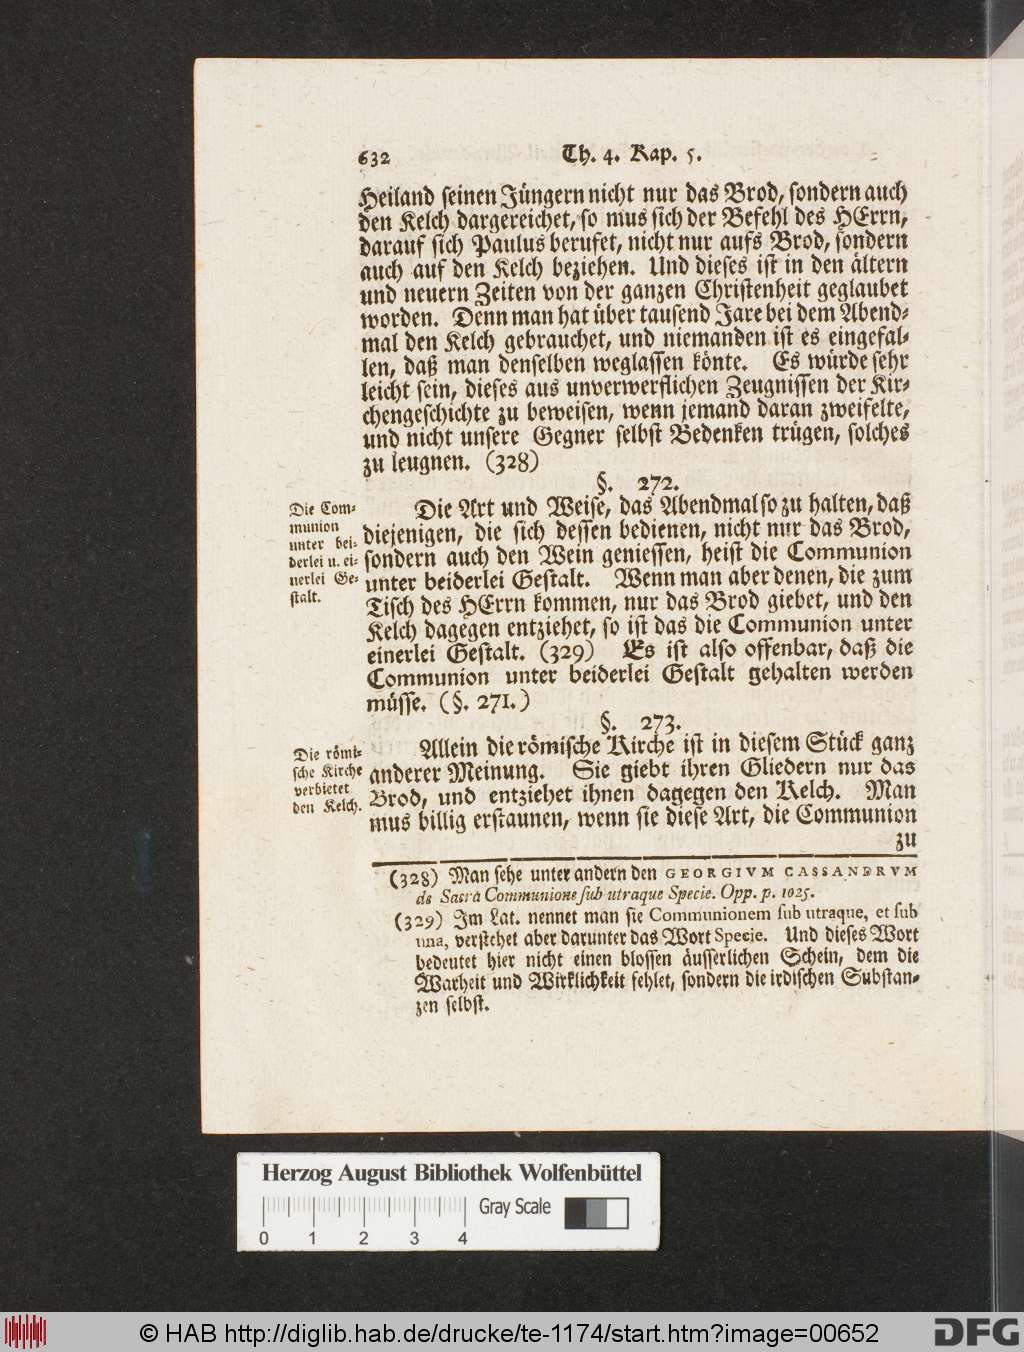 632 Th. 4. Kap. 5.
Heiland seinen Jüngern nicht nur das Brod, sondern auch
den Kelch dargereichet, so mus sich der Befehl des HErrn,
darauf sich Paulus berufet, nicht nur aufs Brod, sondern
auch auf den Kelch beziehen. Und dieses ist in den ältern
und neuern Zeiten von der ganzen Christenheit geglaubet
worden. Denn man hat über tausend Jare bei dem Abend-
mal den Kelch gebrauchet, und niemanden ist es eingefal-
len, daß man denselben weglassen könte. Es würde sehr
leicht sein, dieses aus unverwerflichen Zeugnissen der Kir-
chengeschichte zu beweisen, wenn jemand daran zweifelte,
und nicht unsere Gegner selbst Bedenken trügen, solches
zu leugnen. (328)
§. 272.
Die Com-
munion
unter bei-
derlei u. ei-
nerlei Ge-
stalt.
Die Art und Weise, das Abendmal so zu halten, daß
diejenigen, die sich dessen bedienen, nicht nur das Brod,
sondern auch den Wein geniessen, heist die Communion
unter beiderlei Gestalt. Wenn man aber denen, die zum
Tisch des HErrn kommen, nur das Brod giebet, und den
Kelch dagegen entziehet, so ist das die Communion unter
einerlei Gestalt. (329) Es ist also offenbar, daß die
Communion unter beiderlei Gestalt gehalten werden
müsse. (§. 271.)
§. 273.
Die römi-
sche Kirche
verbietet
den Kelch.
Allein die römische Kirche ist in diesem Stück ganz
anderer Meinung. Sie giebt ihren Gliedern nur das
Brod, und entziehet ihnen dagegen den Kelch. Man
mus billig erstaunen, wenn sie diese Art, die Communion
zu
(328) Man sehe unter andern den GEORGIVM CASSANDRVM
de Sacra Communione sub utraque Specie. Opp. p. 1025.
(329) Im Lat. nennet man sie Communionem sub utraque, et sub
una, verstehet aber darunter das Wort Specie. Und dieses Wort
bedeutet hier nicht einen blossen äusserlichen Schein, dem die
Warheit und Wirklichkeit fehlet, sondern die irdischen Substan-
zen selbst.
Herzog August Bibliothek Wolfenbüttel
Gray Scale
0 1 2 3 4
© HAB http://diglib.hab.de/drucke/te-1174/start.htm?image=00652
DFG